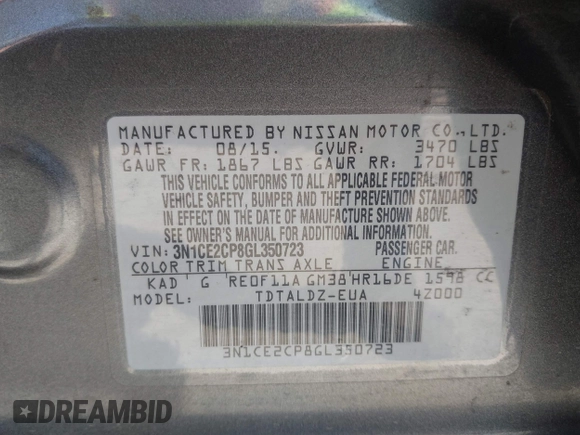 MANUFACTURED BY NISSAN MOTOR CO.,LTD.
DATE: 08/15. GVWR: 3470 LBS
GAWR FR: 1867 LBS GAWR RR: 1704 LBS
THIS VEHICLE CONFORMS TO ALL APPLICABLE FEDERAL MOTOR
VEHICLE SAFETY, BUMPER AND THEFT PREVENTION STANDARDS
IN EFFECT ON THE DATE OF MANUFACTURE SHOWN ABOVE.
SEE OWNER'S MANUAL FOR ADDITIONAL INFORMATION.
VIN: 3N1CE2CP8GL350723 PASSENGER CAR.
COLOR TRIM TRANS AXLE ENGINE
KAD G RE0F11A GM38 HR16DE 1598 CC
MODEL: TDTALDZ-EUA 4Z000
3N1CE2CP8GL350723
DREAMBID